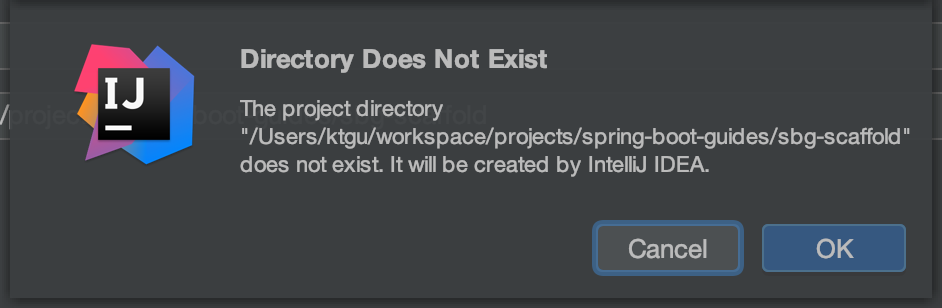 IJ
Directory Does Not Exist
The project directory
"/Users/ktgu/workspace/projects/spring-boot-guides/sbg-scaffold"
does not exist. It will be created by IntelliJ IDEA.
Cancel
OK